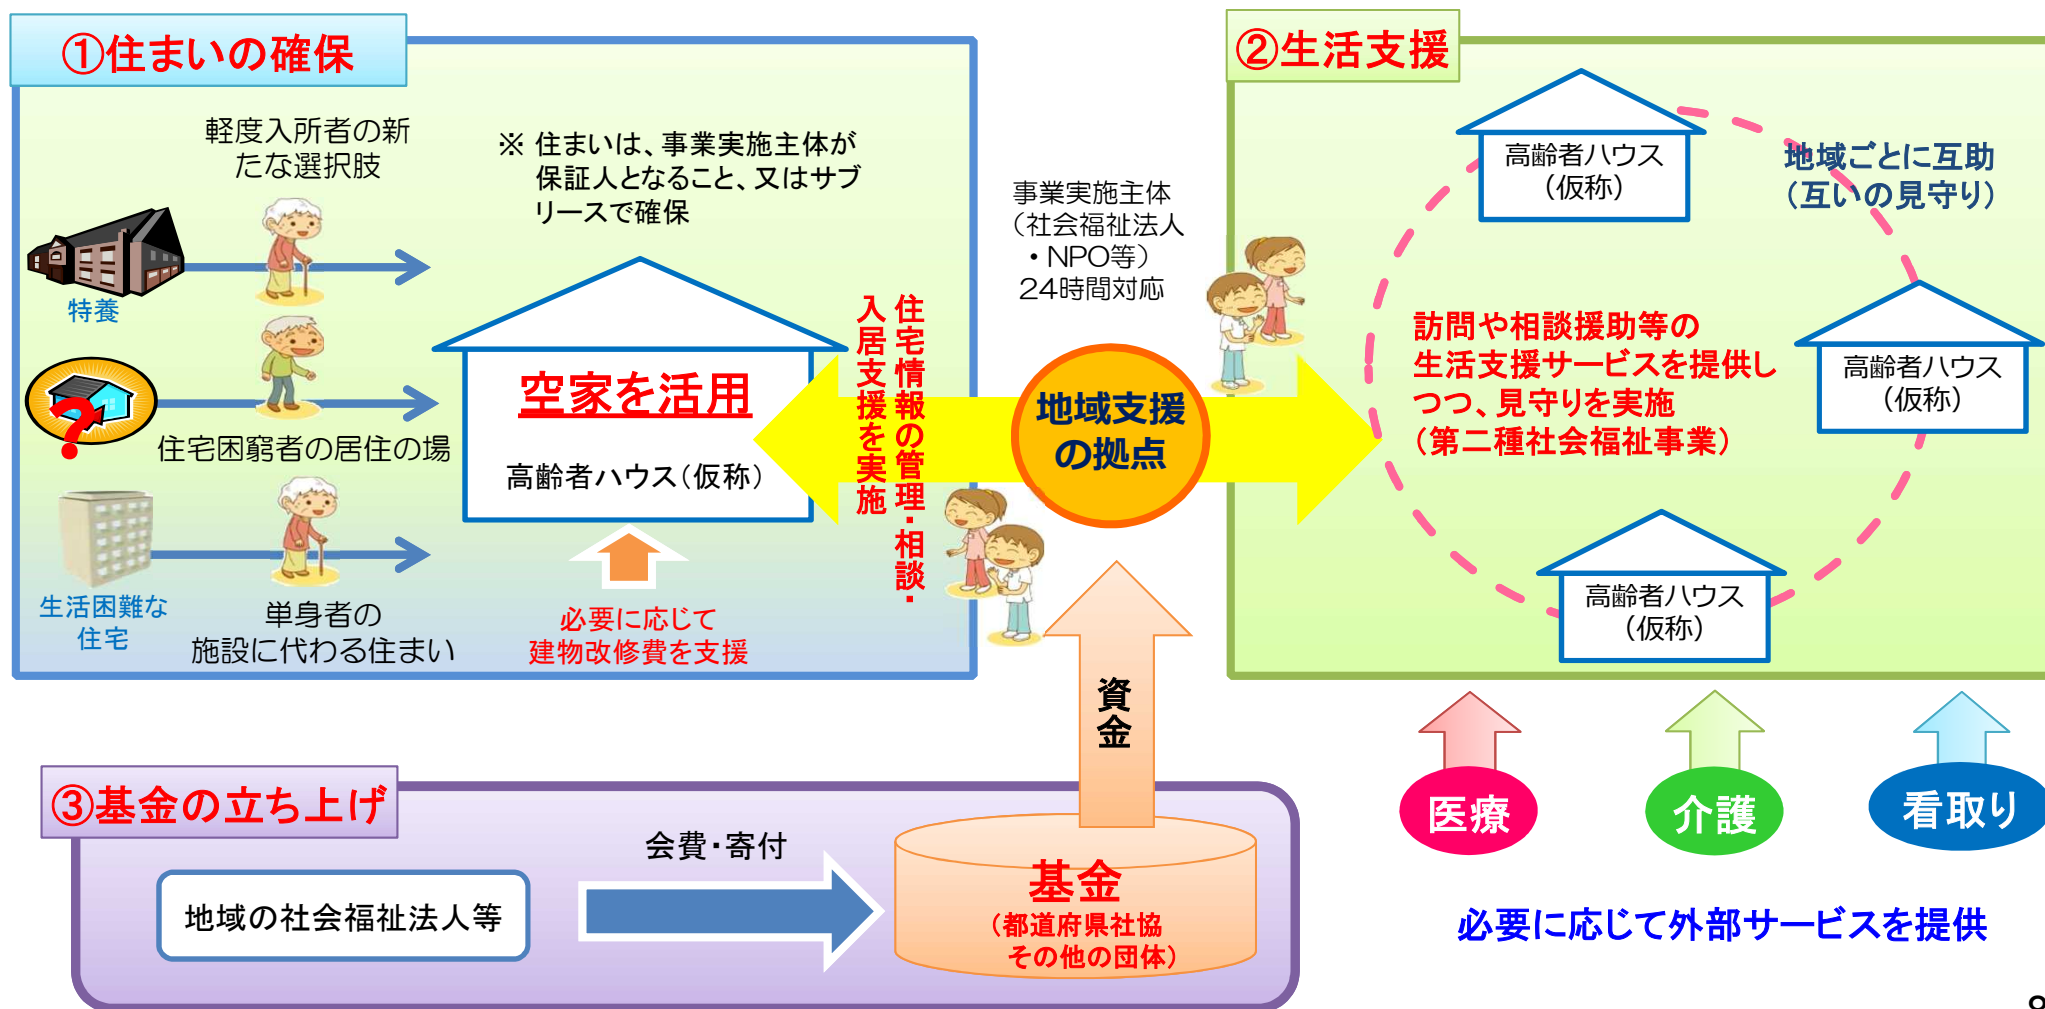 ①住まいの確保
軽度入所者の新
たな選択肢
※ 住まいは、事業実施主体が
保証人となること、又はサブ
リースで確保
特養
住宅困窮者の居住の場
生活困難な
住宅
単身者の
施設に代わる住まい
空家を活用
高齢者ハウス(仮称)
必要に応じて
建物改修費を支援
住宅情報の管理・相談・
入居支援を実施
事業実施主体
(社会福祉法人
・NPO等)
24時間対応
地域支援
の拠点
資金
②生活支援
高齢者ハウス
(仮称)
地域ごとに互助
(互いの見守り)
訪問や相談援助等の
生活支援サービスを提供し
つつ、見守りを実施
(第二種社会福祉事業)
高齢者ハウス
(仮称)
高齢者ハウス
(仮称)
医療
介護
看取り
必要に応じて外部サービスを提供
③基金の立ち上げ
地域の社会福祉法人等
会費・寄付
基金
(都道府県社協
その他の団体)